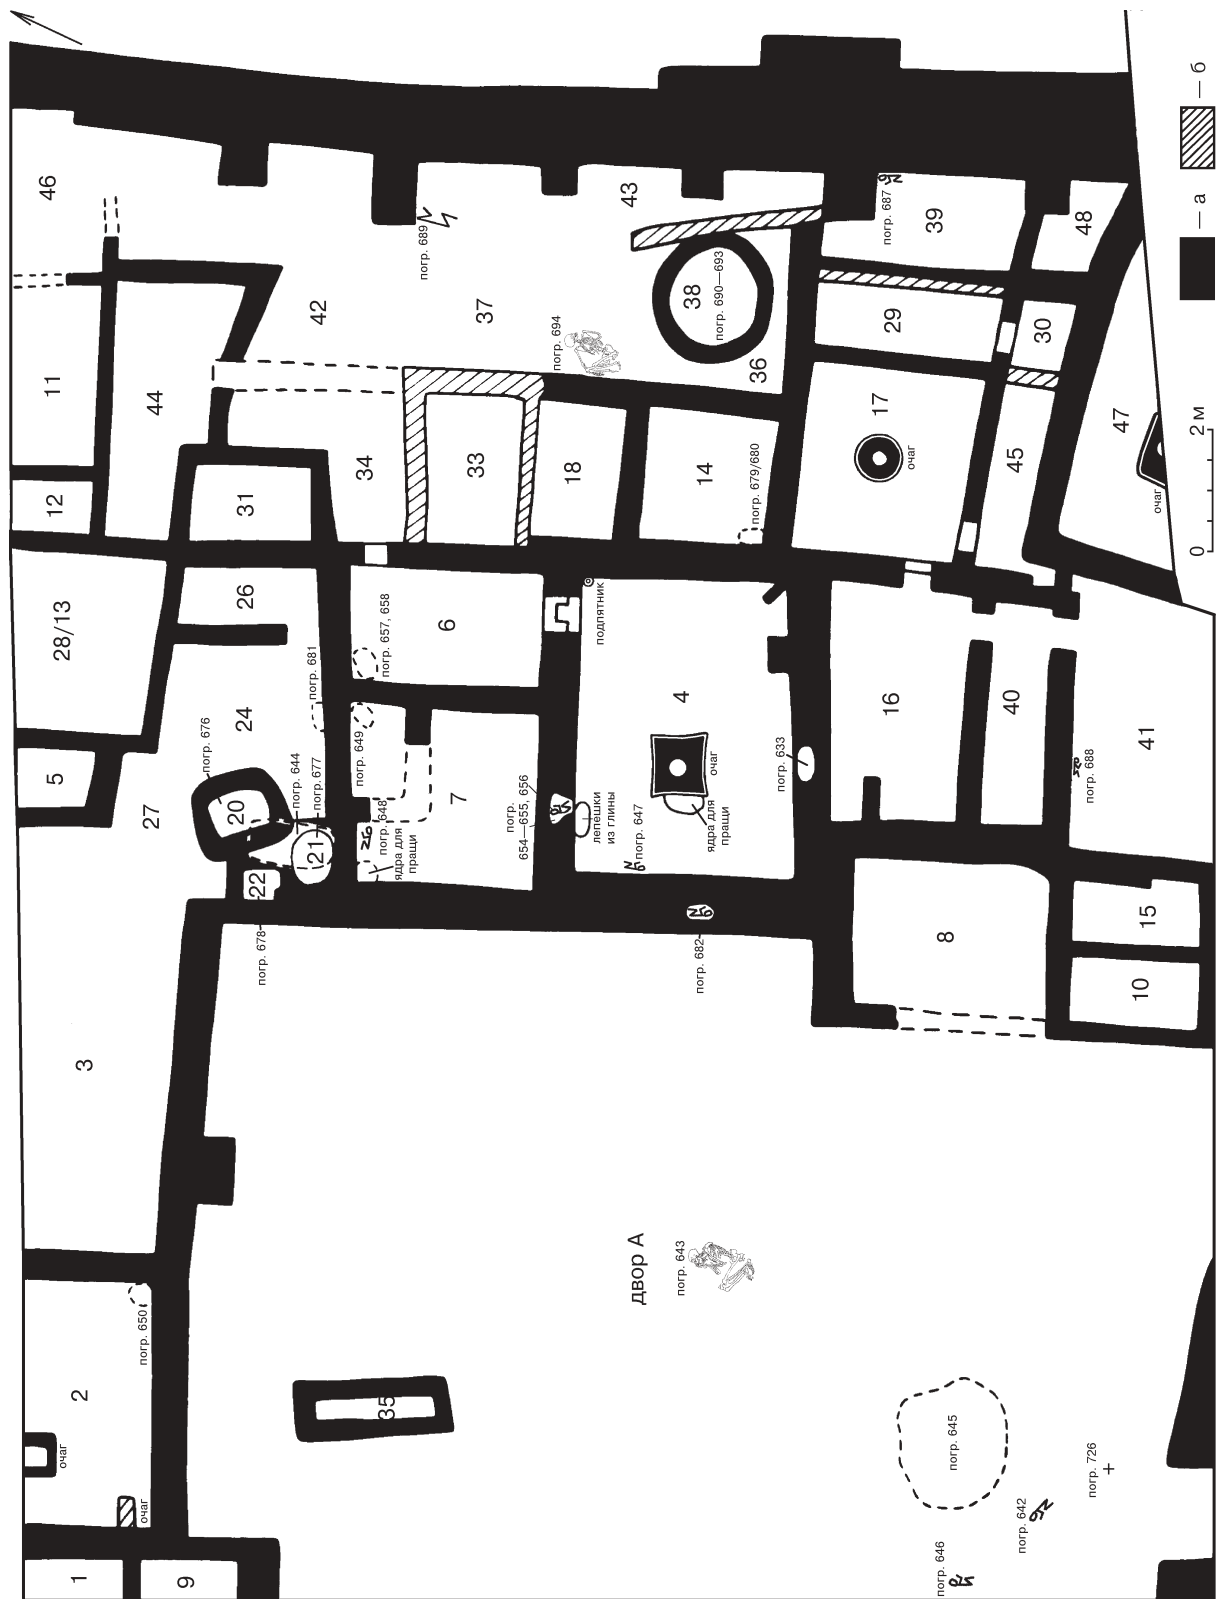 46
погр. 687
43
39
48
погр. 689
38
погр. 690—693
42
37
погр. 694
29
30
11
44
36
17
очаг
47
очаг
12
31
34
33
18
14
погр. 679/680
45
28/13
26
6
погр. 657, 658
подпятник
5
27
24
погр. 681
погр. 676
погр. 644
погр. 677
20
21
22
погр. 649
погр. 648
ядра для
пращи
7
погр.
654—655, 656
лепешки
из глины
4
очаг
ядра для
пращи
погр. 647
погр. 633
16
40
41
погр. 688
погр. 678
погр. 682
8
15
10
3
двор А
погр. 643
погр. 650
2
очаг
очаг
35
погр. 645
погр. 726
погр. 642
погр. 646
1
9
0
2 м
— а
— б